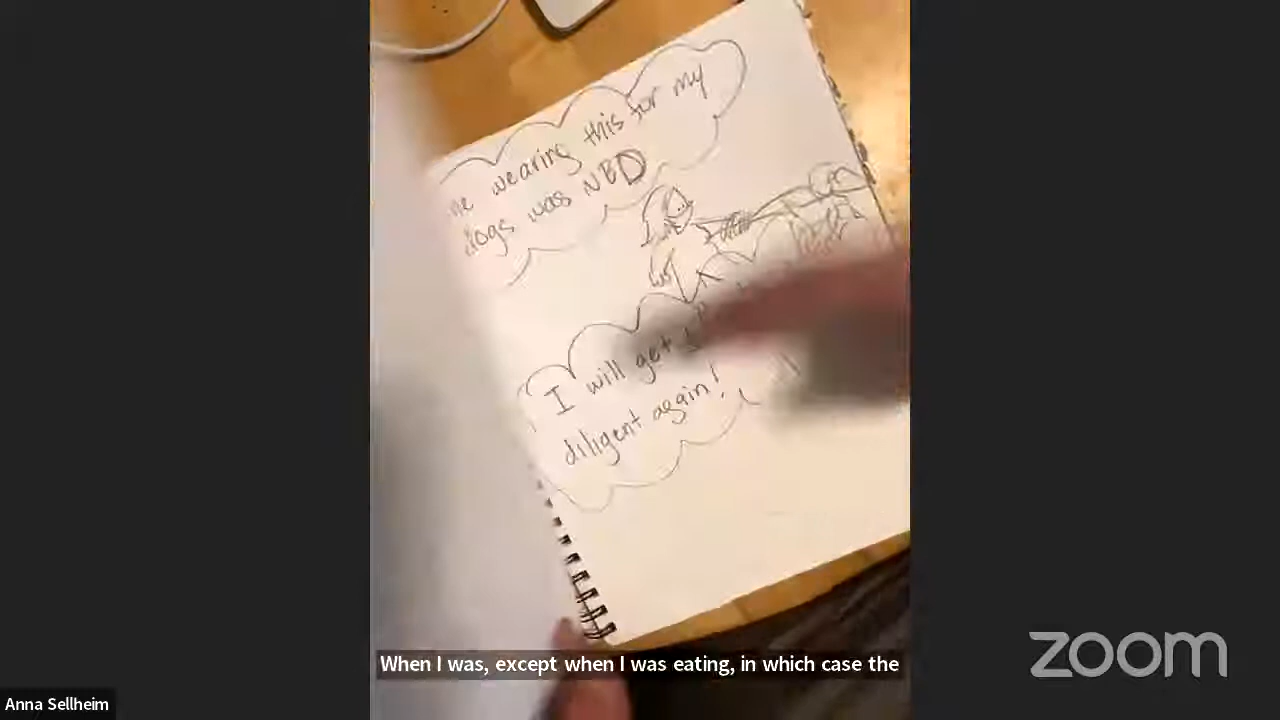 me wearing this for my
dogs was NBD
I will get
diligent again!
When I was, except when I was eating, in which case the
Anna Sellheim
zoom